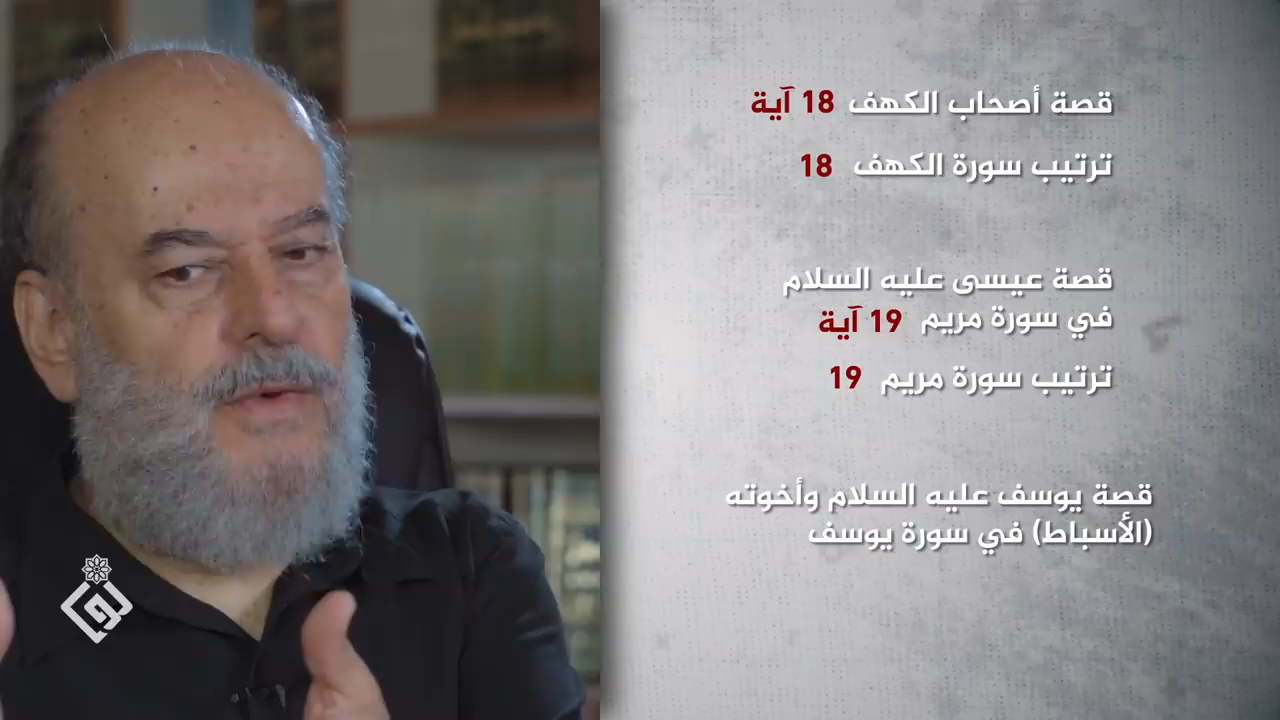 قصة أصحاب الكهف 18 آية
ترتيب سورة الكهف 18
قصة عيسى عليه السلام
في سورة مريم 19 آية
ترتيب سورة مريم 19
قصة يوسف عليه السلام وأخوته
(الأسباط) في سورة يوسف